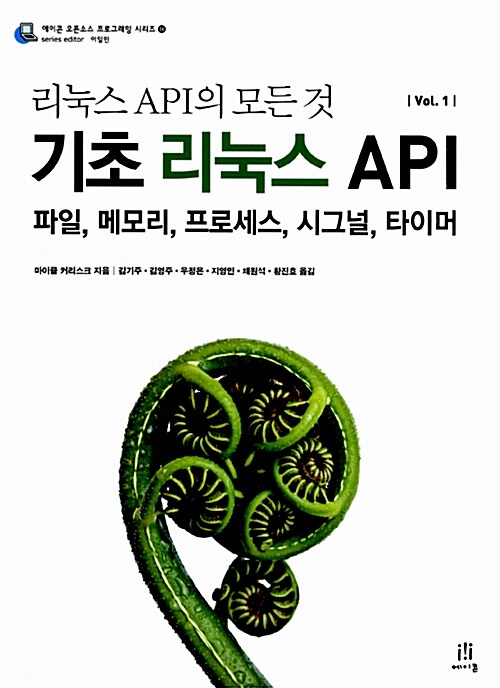 에이콘 오픈소스 프로그래밍 시리즈
series editor 이일민
리눅스 API의 모든 것
| Vol. 1 |
기초 리눅스 API
파일, 메모리, 프로세스, 시그널, 타이머
마이클 커리스크 지음 | 김기주 • 김영주 • 우정은 • 지영민 • 채원석 • 황진호 옮김
에이콘